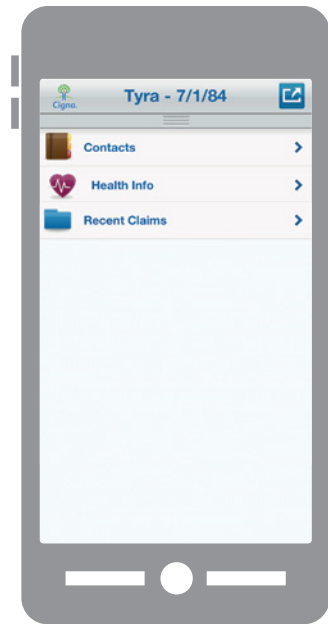 Cigna
Tyra - 7/1/84
Contacts
Health Info
Recent Claims